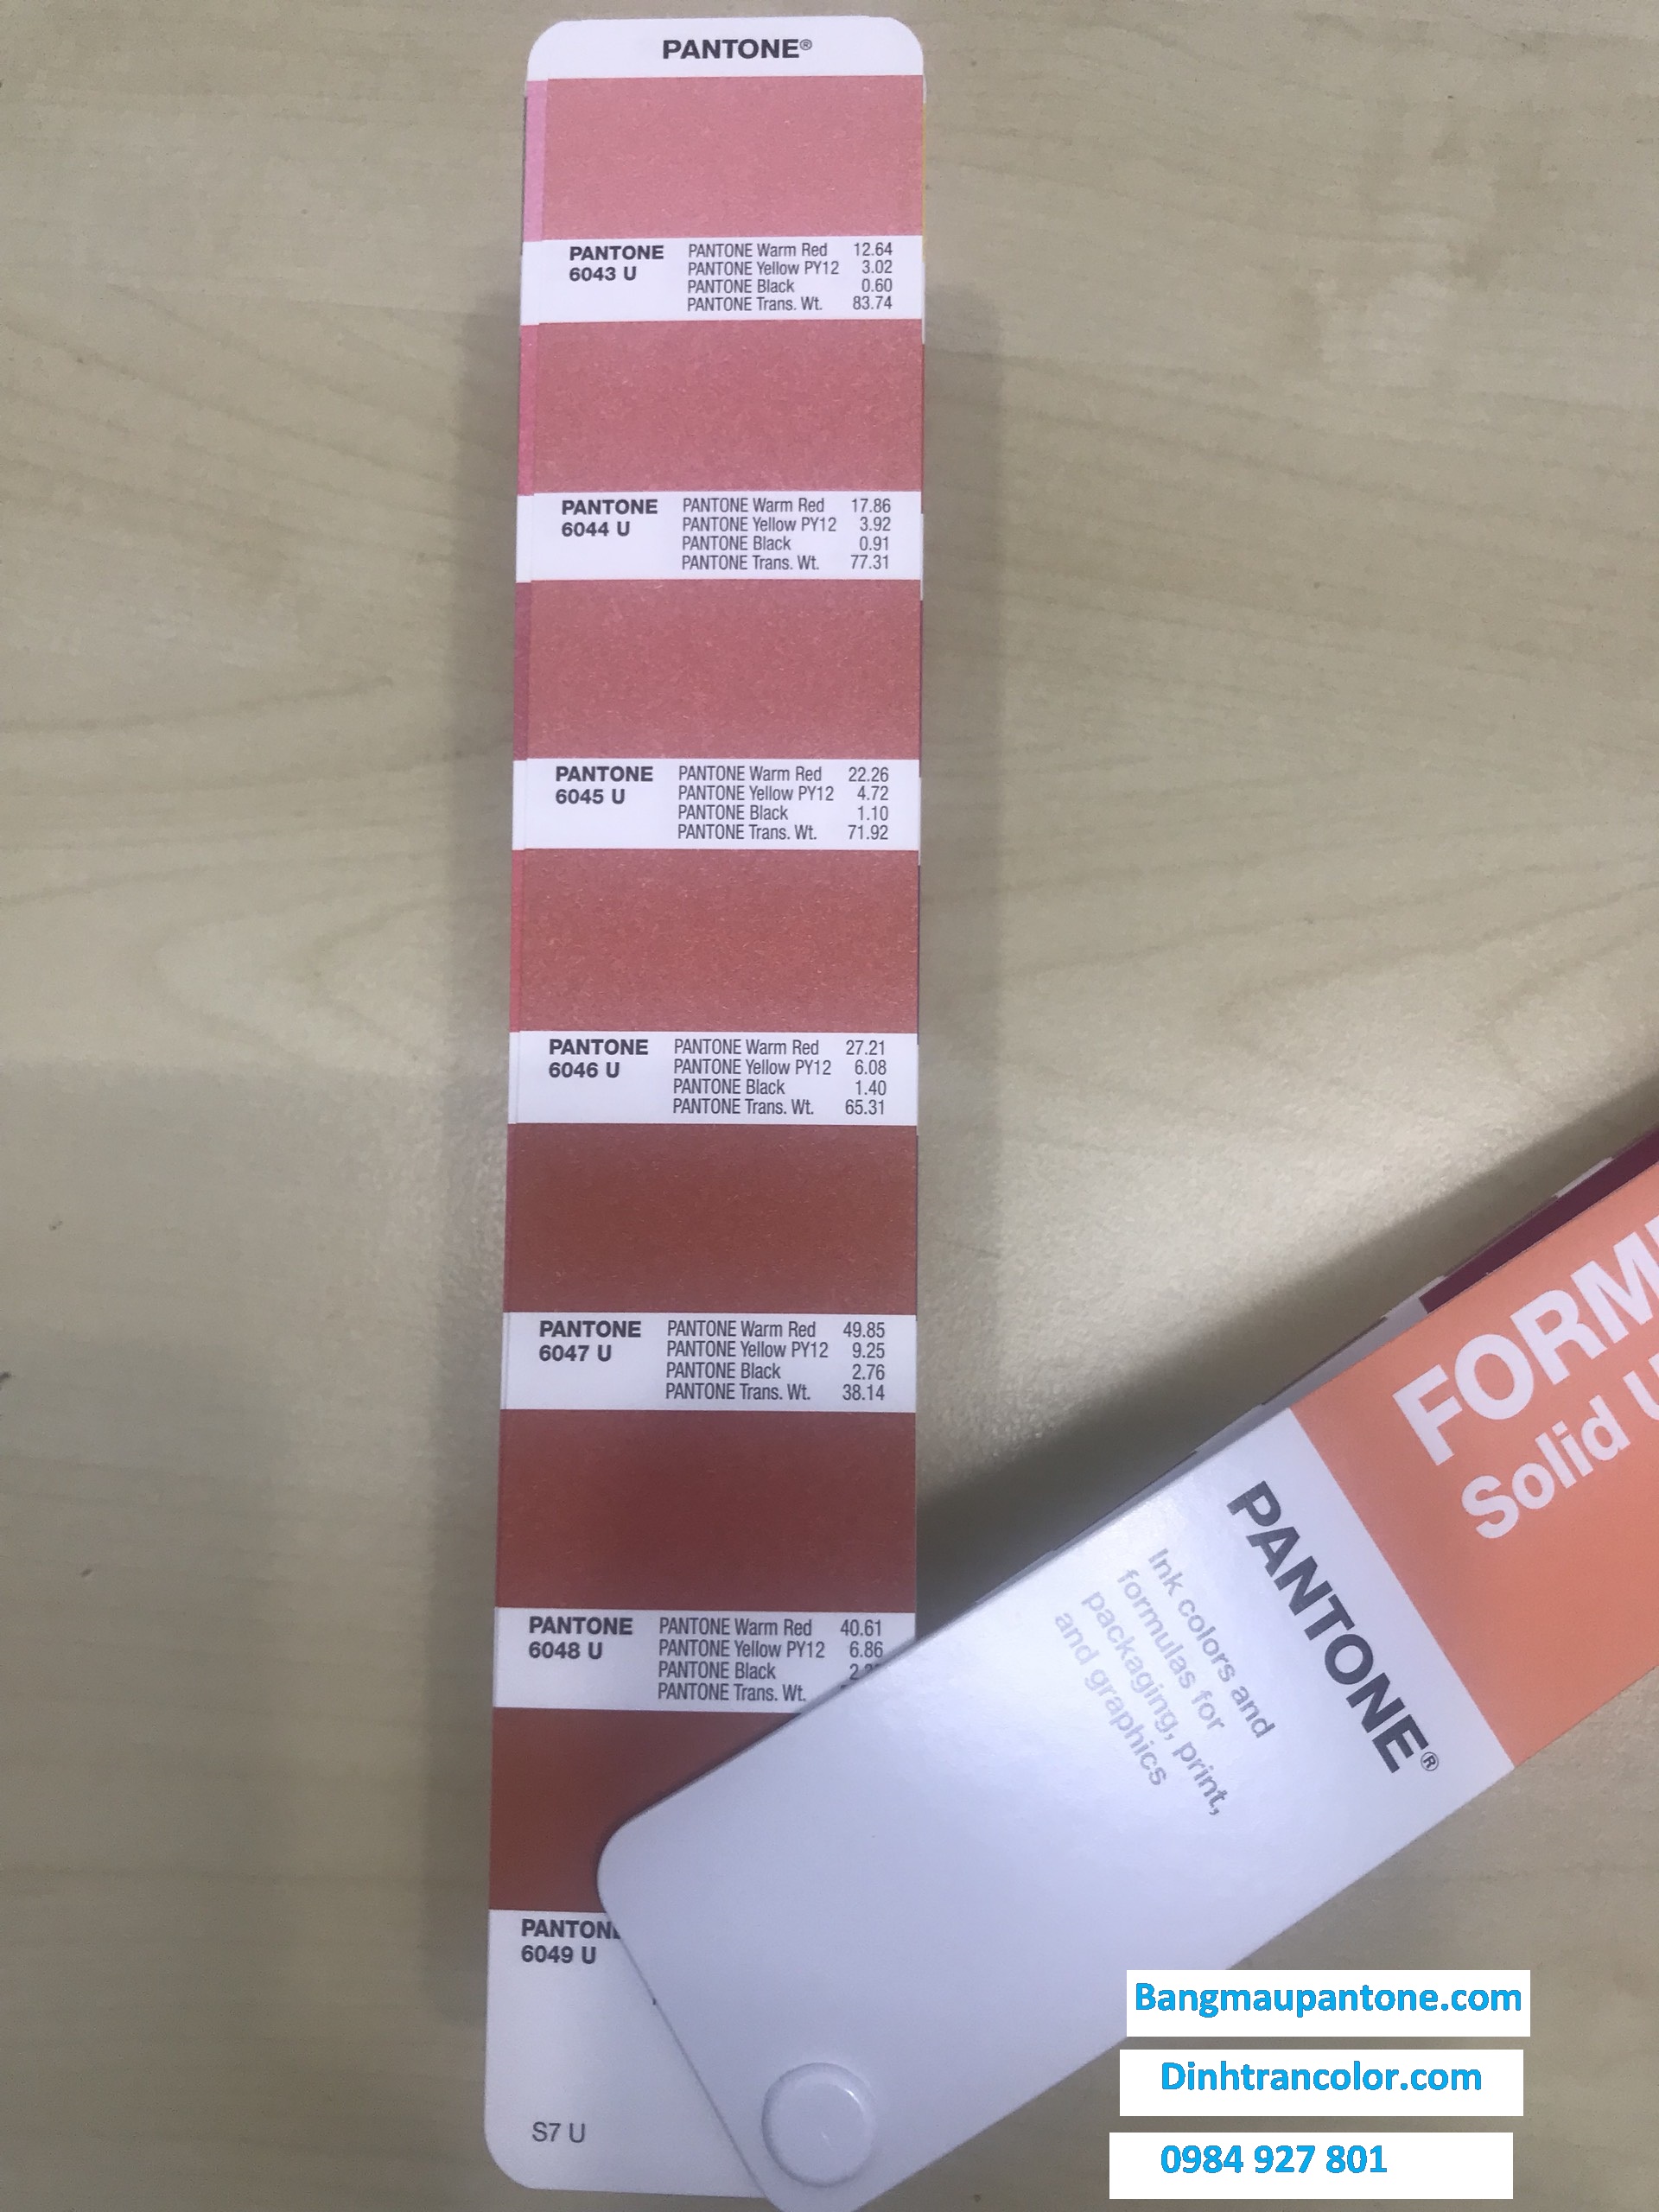 PANTONE®
PANTONE 6043 U
PANTONE Warm Red 12.64
PANTONE Yellow PY12 3.02
PANTONE Black 0.60
PANTONE Trans. Wt. 83.74
PANTONE 6044 U
PANTONE Warm Red 17.86
PANTONE Yellow PY12 3.92
PANTONE Black 0.91
PANTONE Trans. Wt. 77.31
PANTONE 6045 U
PANTONE Warm Red 22.26
PANTONE Yellow PY12 4.72
PANTONE Black 1.10
PANTONE Trans. Wt. 71.92
PANTONE 6046 U
PANTONE Warm Red 27.21
PANTONE Yellow PY12 6.08
PANTONE Black 1.40
PANTONE Trans. Wt. 65.31
PANTONE 6047 U
PANTONE Warm Red 49.85
PANTONE Yellow PY12 9.25
PANTONE Black 2.76
PANTONE Trans. Wt. 38.14
PANTONE 6048 U
PANTONE Warm Red 40.61
PANTONE Yellow PY12 6.86
PANTONE Black
PANTONE Trans. Wt.
6049 U
S7 U
Solid
PANTONE®
Ink colors and
formulas for
packaging, print,
and graphics
Bangmaupantone.com
Dinhtrancolor.com
0984 927 801